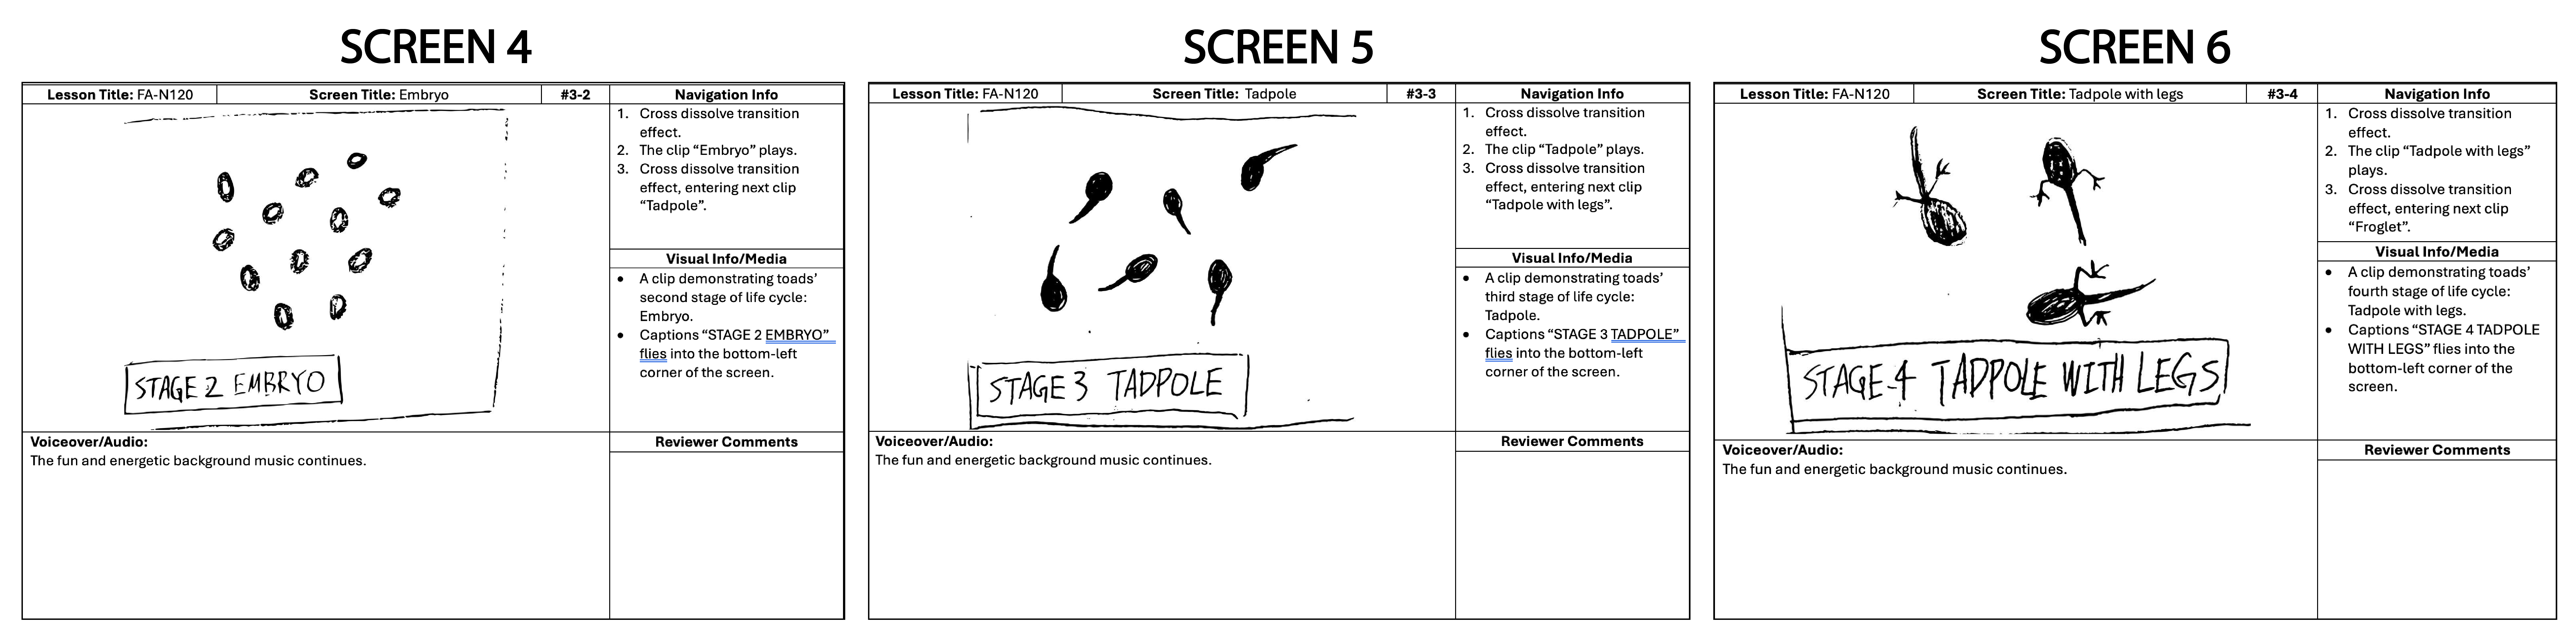 SCREEN 4
Lesson Title: FA-N120
Screen Title: Embryo
#3-2
Navigation Info
1. Cross dissolve transition
effect.
2. The clip “Embryo” plays.
3. Cross dissolve transition
effect, entering next clip
“Tadpole”.
Visual Info/Media
• A clip demonstrating toads’
second stage of life cycle:
Embryo.
• Captions “STAGE 2 EMBRYO”
flies into the bottom-left
corner of the screen.
STAGE 2 EMBRYO
Voiceover/Audio:
The fun and energetic background music continues.
Reviewer Comments
SCREEN 5
Lesson Title: FA-N120
Screen Title: Tadpole
#3-3
Navigation Info
1. Cross dissolve transition
effect.
2. The clip “Tadpole” plays.
3. Cross dissolve transition
effect, entering next clip
“Tadpole with legs”.
Visual Info/Media
• A clip demonstrating toads’
third stage of life cycle:
Tadpole.
• Captions “STAGE 3 TADPOLE”
flies into the bottom-left
corner of the screen.
STAGE 3 TADPOLE
Voiceover/Audio:
The fun and energetic background music continues.
Reviewer Comments
SCREEN 6
Lesson Title: FA-N120
Screen Title: Tadpole with legs
#3-4
Navigation Info
1. Cross dissolve transition
effect.
2. The clip “Tadpole with legs”
plays.
3. Cross dissolve transition
effect, entering next clip
“Froglet”.
Visual Info/Media
• A clip demonstrating toads’
fourth stage of life cycle:
Tadpole with legs.
• Captions “STAGE 4 TADPOLE
WITH LEGS” flies into the
bottom-left corner of the
screen.
STAGE 4 TADPOLE WITH LEGS
Voiceover/Audio:
The fun and energetic background music continues.
Reviewer Comments